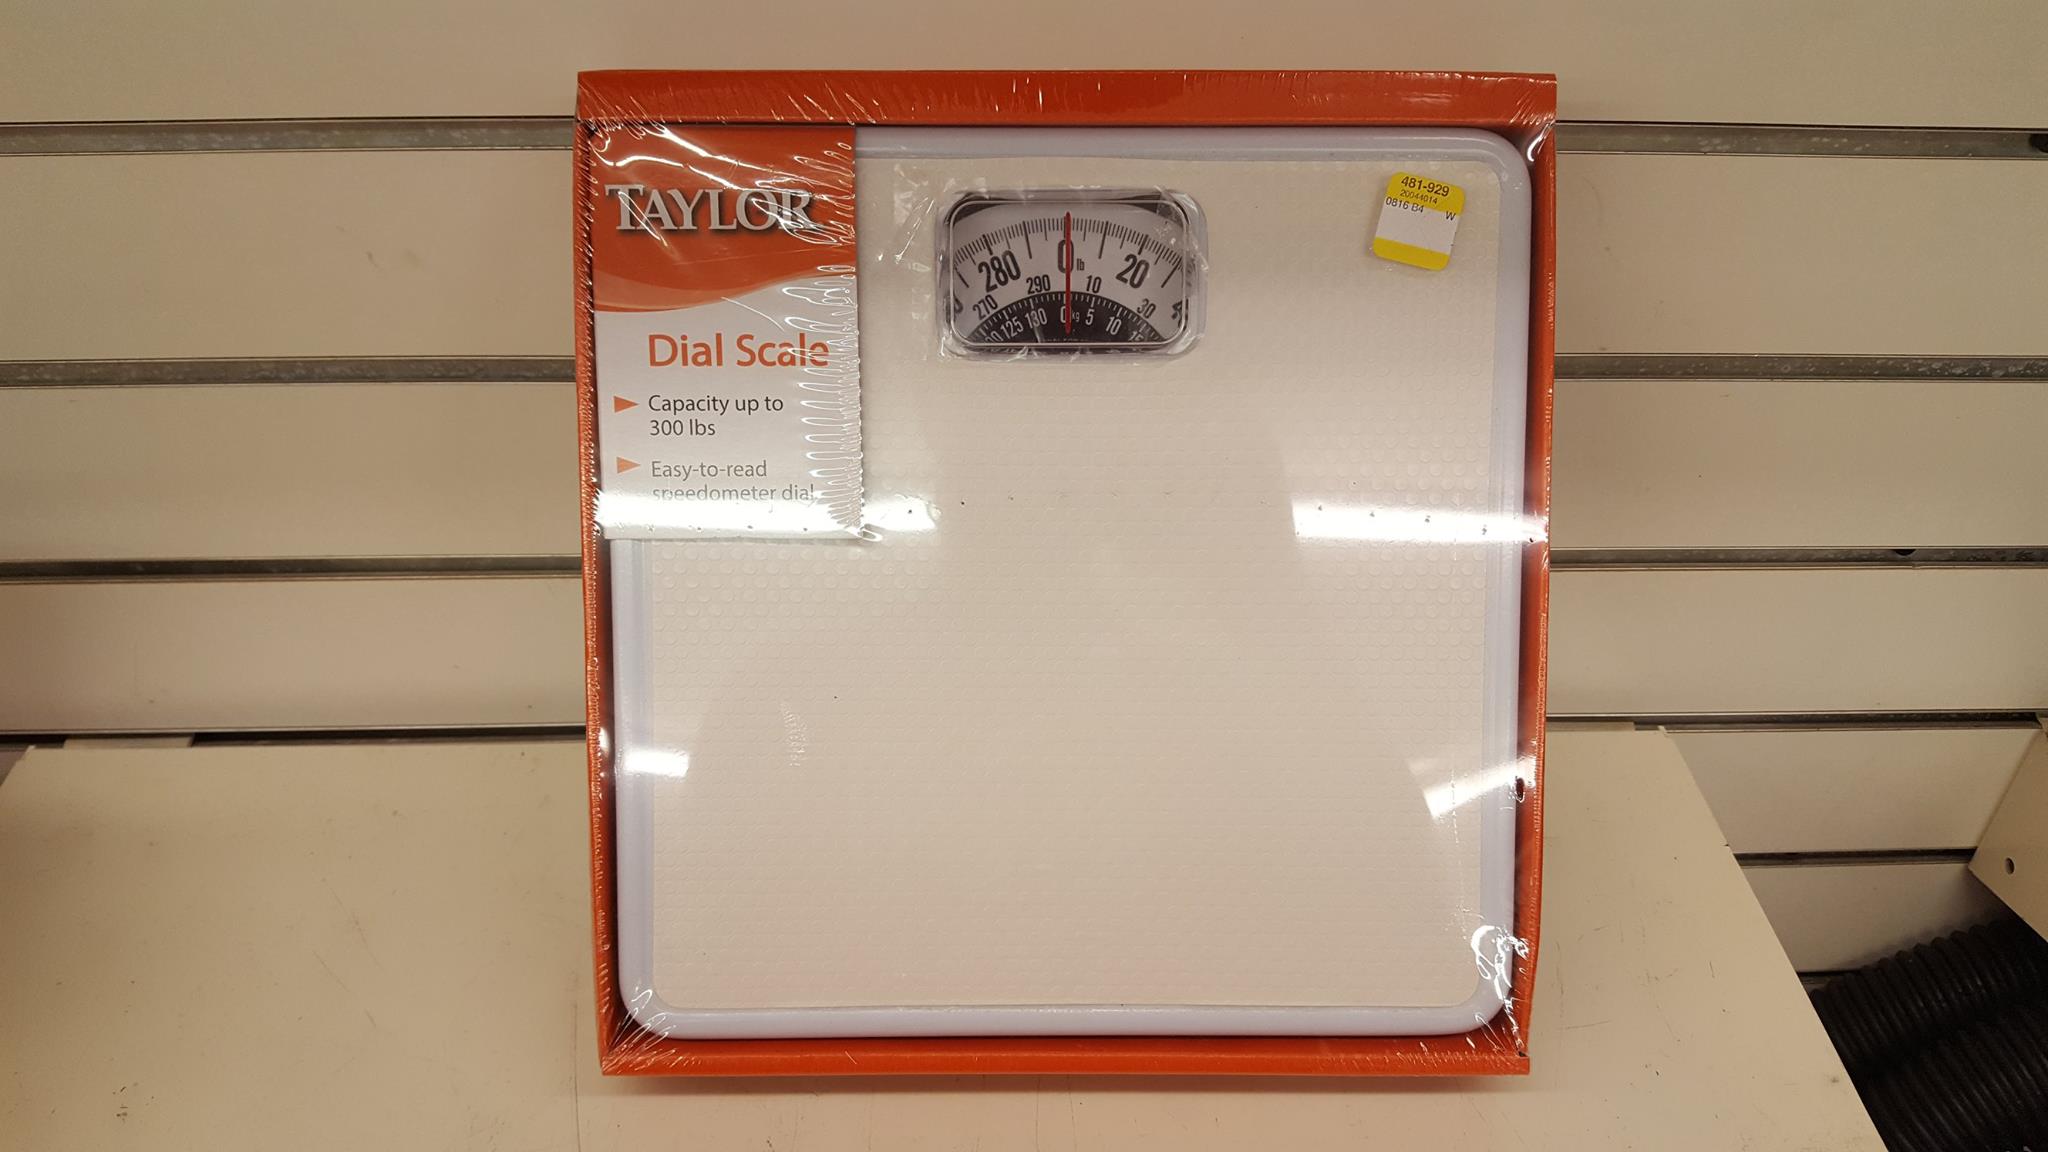 TAYLOR
Dial Scale
Capacity up to
300 lbs
Easy-to-read
speedometer dial
280 0 lb 20
270 290 10 30
125 130 0 kg 5 10 15
481-929
20044014
0816 B4 W